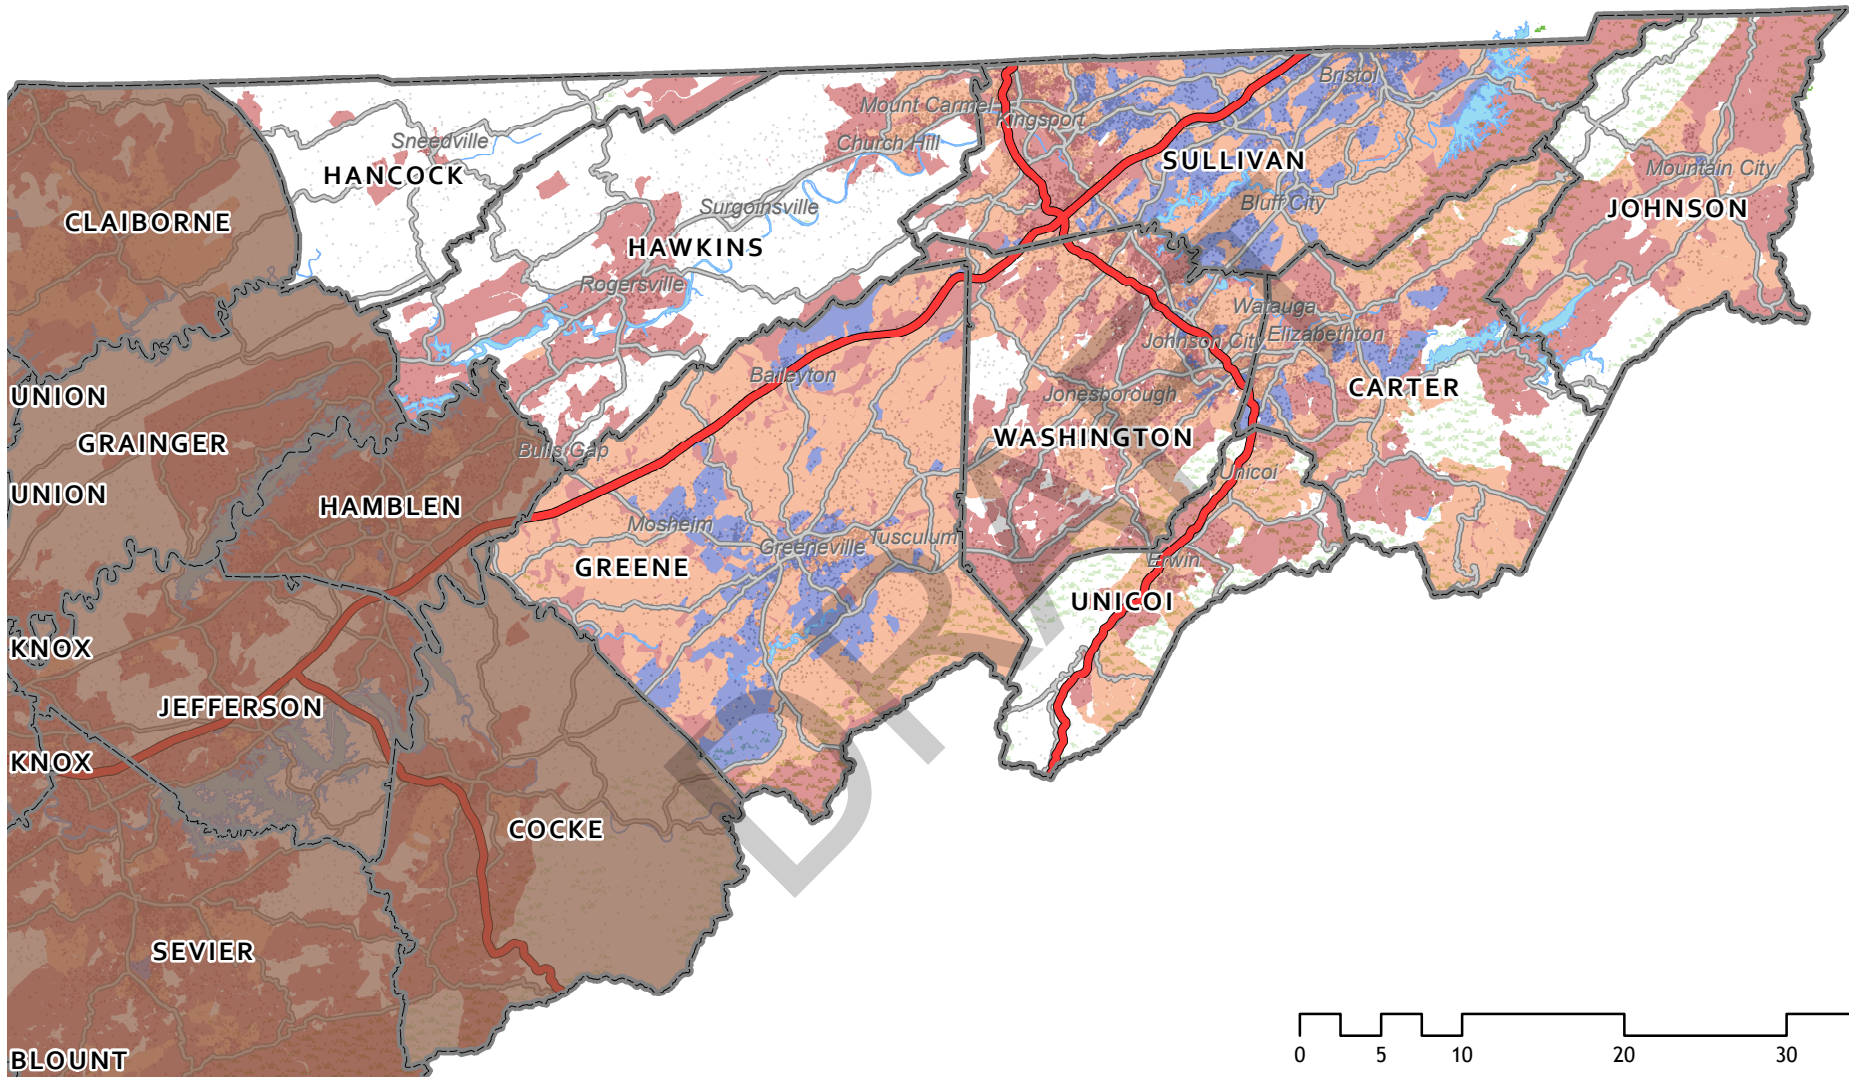 Bristol
Mount Carmel
Kingsport
Church Hill
Sneedville
SULLIVAN
Mountain City
HANCOCK
Surgoinsville
Bluff City
JOHNSON
CLAIBORNE
HAWKINS
Rogersville
Watauga
Elizabethton
Johnson City
Baileyton
CARTER
Jonesborough
UNION
GRAINGER
WASHINGTON
Bulls Gap
Unicoi
UNION
HAMBLEN
Mosheim
Greeneville
Tusculum
GREENE
Erwin
UNICOI
DRAFT
KNOX
JEFFERSON
KNOX
COCKE
SEVIER
BLOUNT
0 5 10 20 30